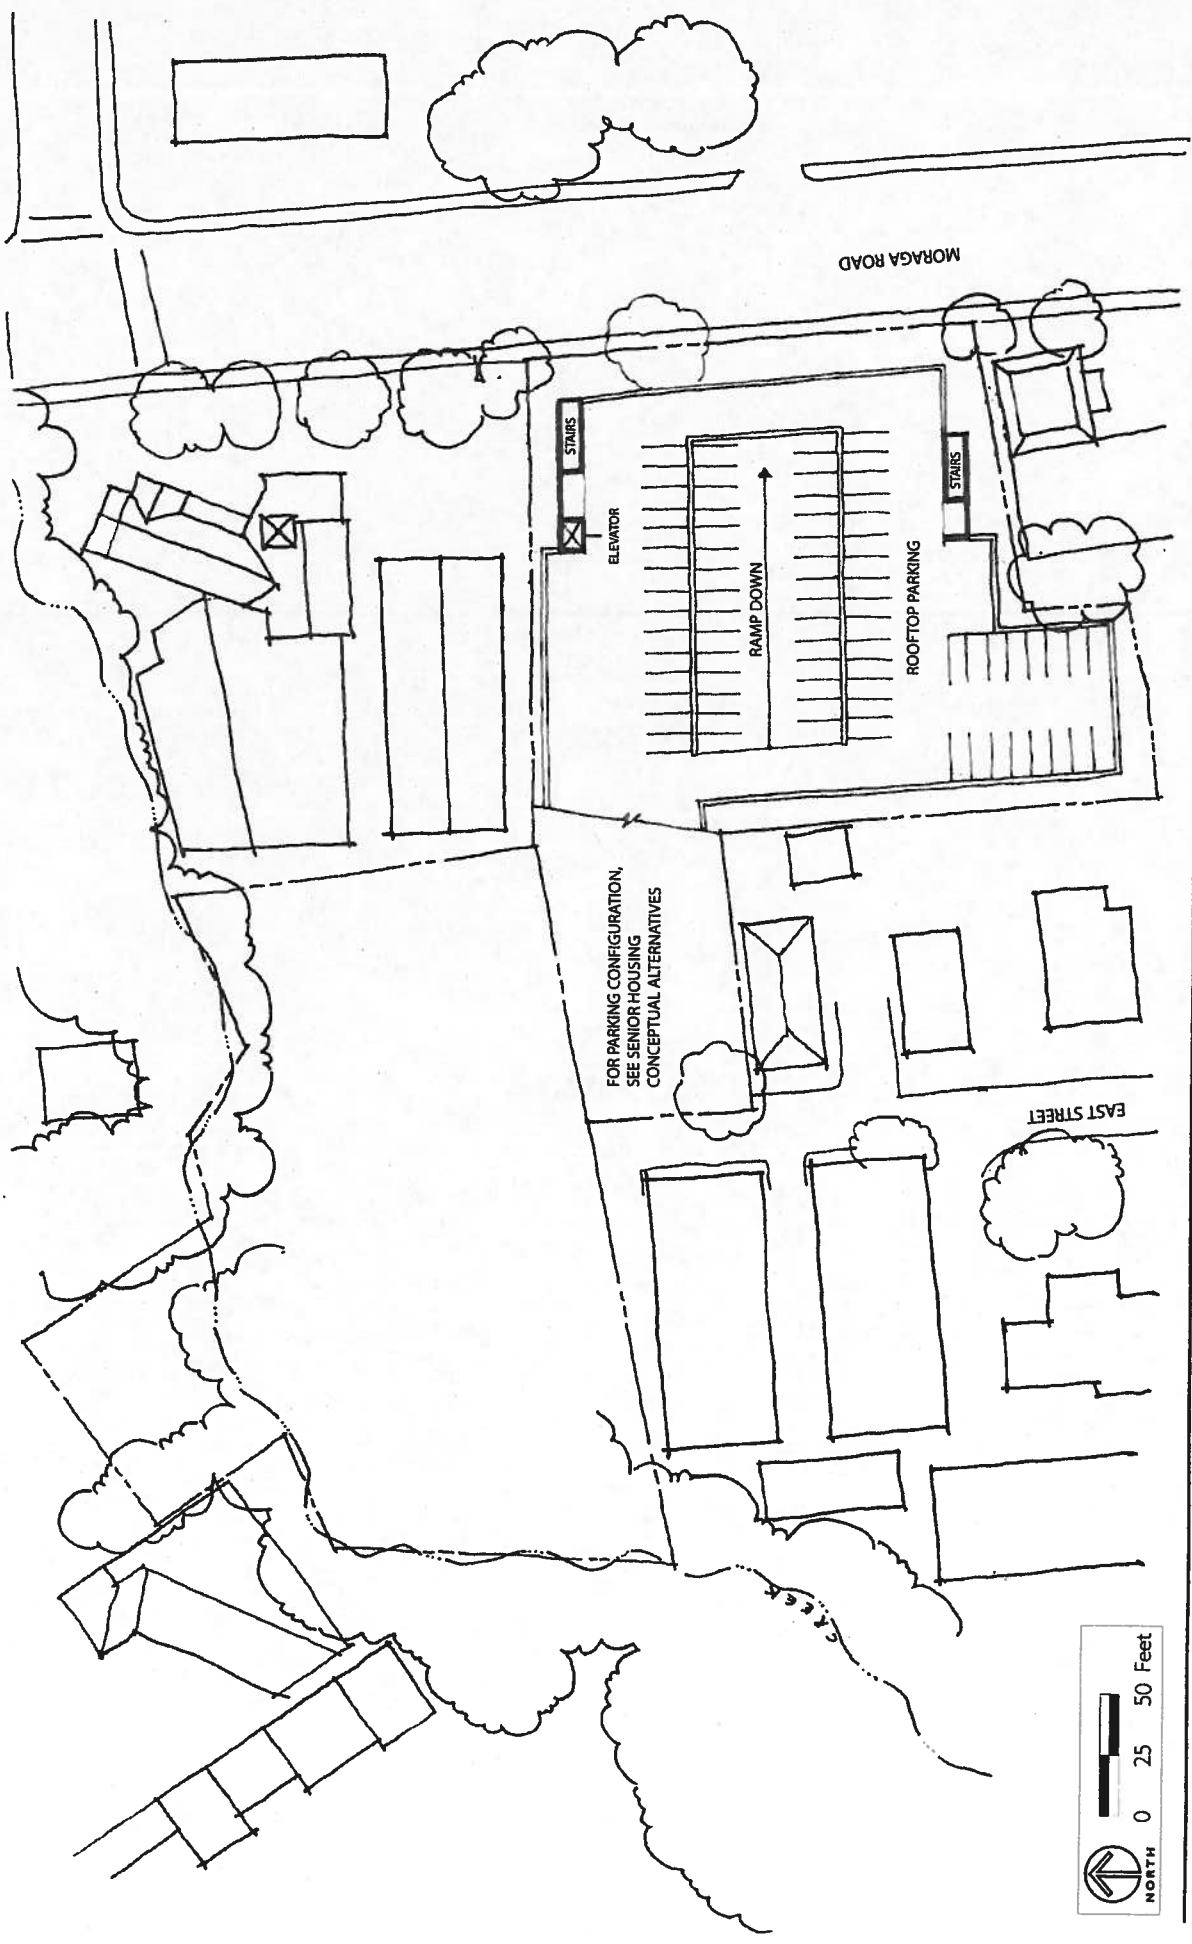 MORAGA ROAD
STAIRS
ELEVATOR
RAMP DOWN
ROOFTOP PARKING
STAIRS
FOR PARKING CONFIGURATION,
SEE SENIOR HOUSING
CONCEPTUAL ALTERNATIVES
EAST STREET
CREEK
NORTH
0 25 50 Feet